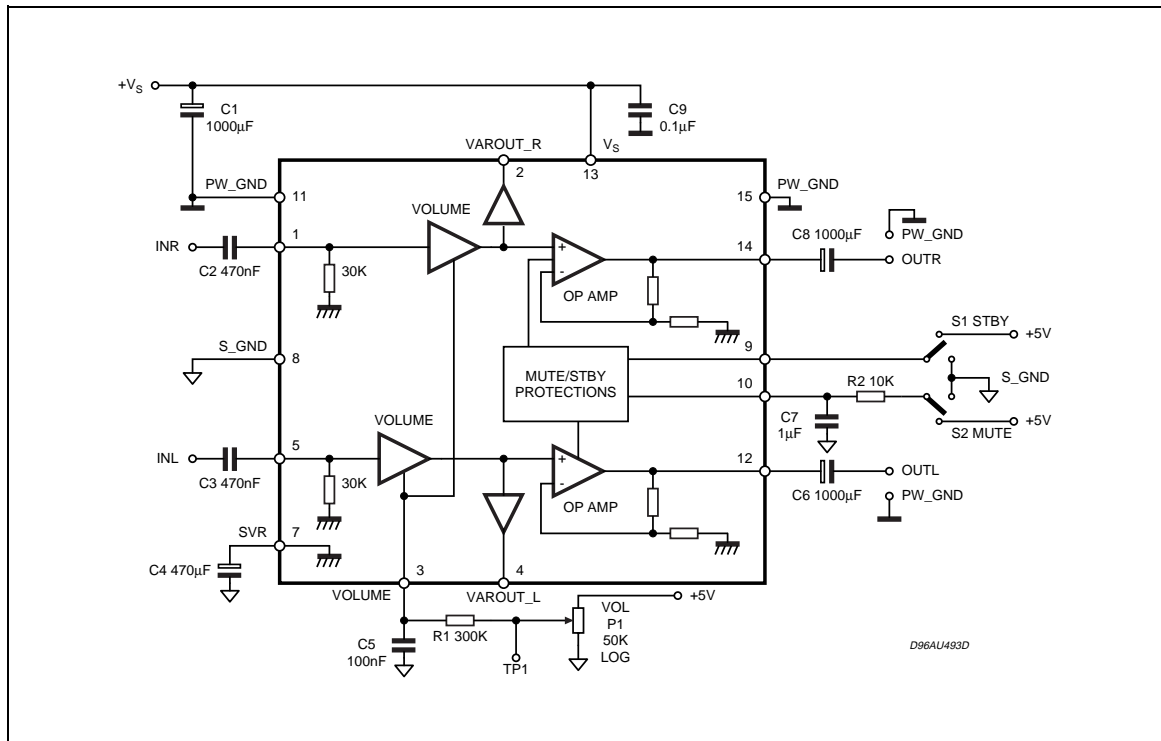 +VS
C1
1000µF
C9
0.1µF
VAROUT_R
VS
2
13
PW_GND
11
15
PW_GND
VOLUME
C8 1000µF
PW_GND
INR
1
14
OUTR
C2 470nF
30K
+
-
OP AMP
S1 STBY
+5V
S_GND
8
9
MUTE/STBY
PROTECTIONS
10
R2 10K
S_GND
VOLUME
C7
1µF
S2 MUTE
+5V
INL
5
12
OUTL
C3 470nF
30K
+
-
OP AMP
C6 1000µF
PW_GND
SVR
7
C4 470µF
3
4
VOLUME
VAROUT_L
+5V
VOL
P1
50K
LOG
R1 300K
C5
100nF
TP1
D96AU493D